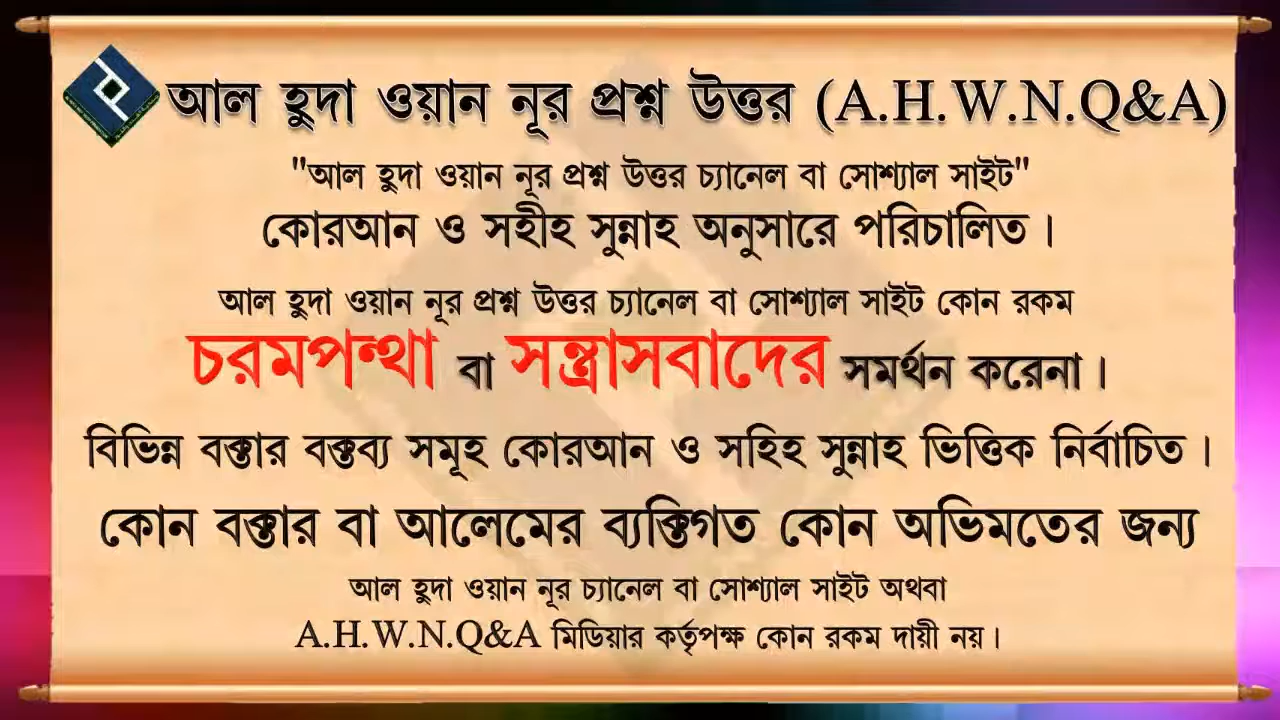 আল হুদা ওয়ান নূর প্রশ্ন উত্তর (A.H.W.N.Q&A)
"আল হুদা ওয়ান নূর প্রশ্ন উত্তর চ্যানেল বা সোশ্যাল সাইট"
কোরআন ও সহীহ সুন্নাহ অনুসারে পরিচালিত।
আল হুদা ওয়ান নূর প্রশ্ন উত্তর চ্যানেল বা সোশ্যাল সাইট কোন রকম
চরমপন্থা বা সন্ত্রাসবাদের সমর্থন করেনা।
বিভিন্ন বক্তার বক্তব্য সমূহ কোরআন ও সহিহ সুন্নাহ ভিত্তিক নির্বাচিত।
কোন বক্তার বা আলেমের ব্যক্তিগত কোন অভিমতের জন্য
আল হুদা ওয়ান নূর চ্যানেল বা সোশ্যাল সাইট অথবা
A.H.W.N.Q&A মিডিয়ার কর্তৃপক্ষ কোন রকম দায়ী নয়।